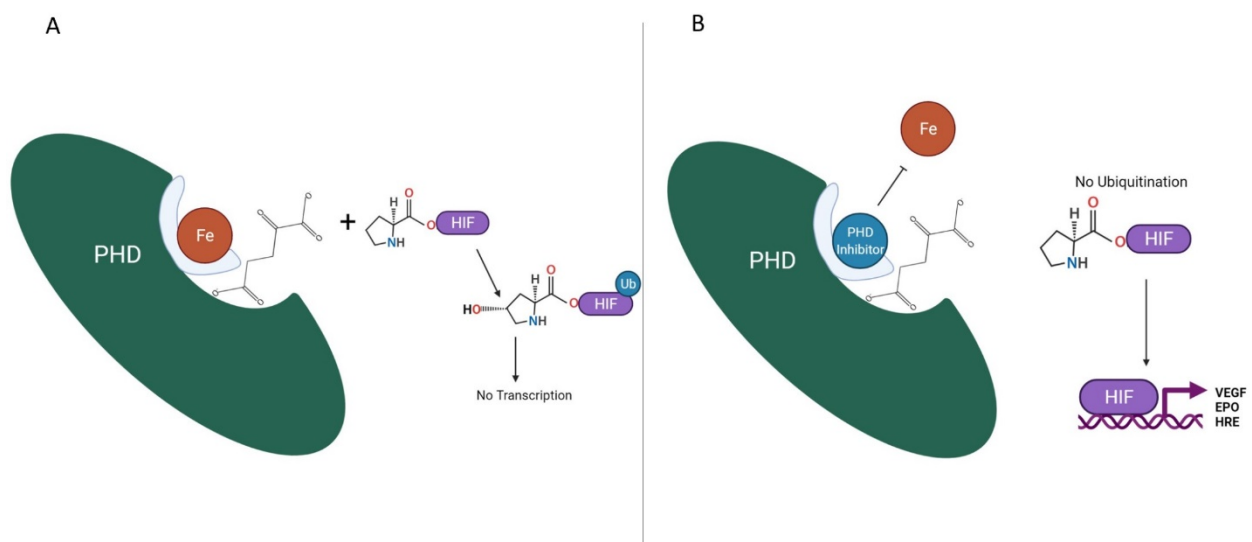 A
PHD
Fe
+
H
O
O
NH
HIF
HO
H
O
O
NH
HIF
Ub
No Transcription
B
Fe
PHD
PHD
Inhibitor
No Ubiquitination
H
O
O
NH
HIF
HIF
VEGF
EPO
HRE